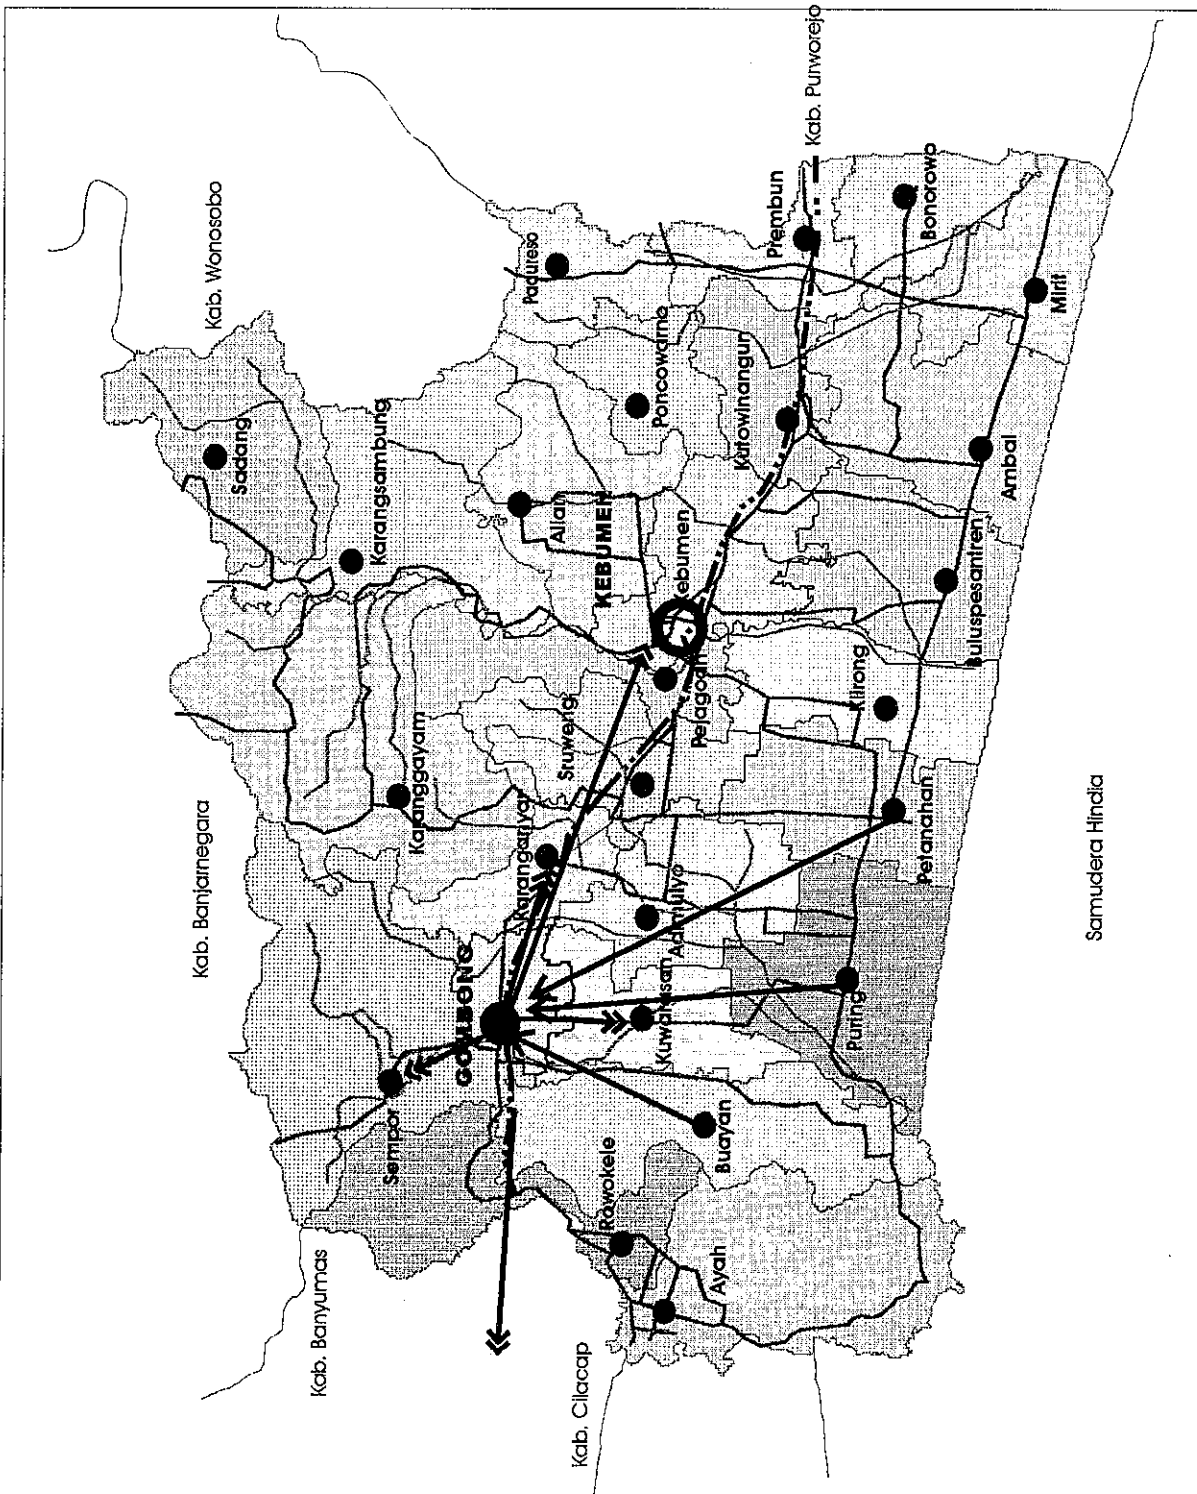 Kab. Banyumas
Kab. Banjarnegara
Kab. Wonosobo
Kab. Cilacap
Kab. Purworejo
Samudera Hindia
Sadang
Karangsambung
Karanggayam
Sempor
GOMBONG
Karanganyar
Sruweng
KEBUMEN
Kebumen
Pejagoan
Alian
Poncowarno
Padureso
Prembun
Kutowinangun
Bonorowo
Mirit
Ambal
Buluspesantren
Klirong
Petanahan
Adimulyo
Kuwarasan
Puring
Buayan
Rowokele
Ayah